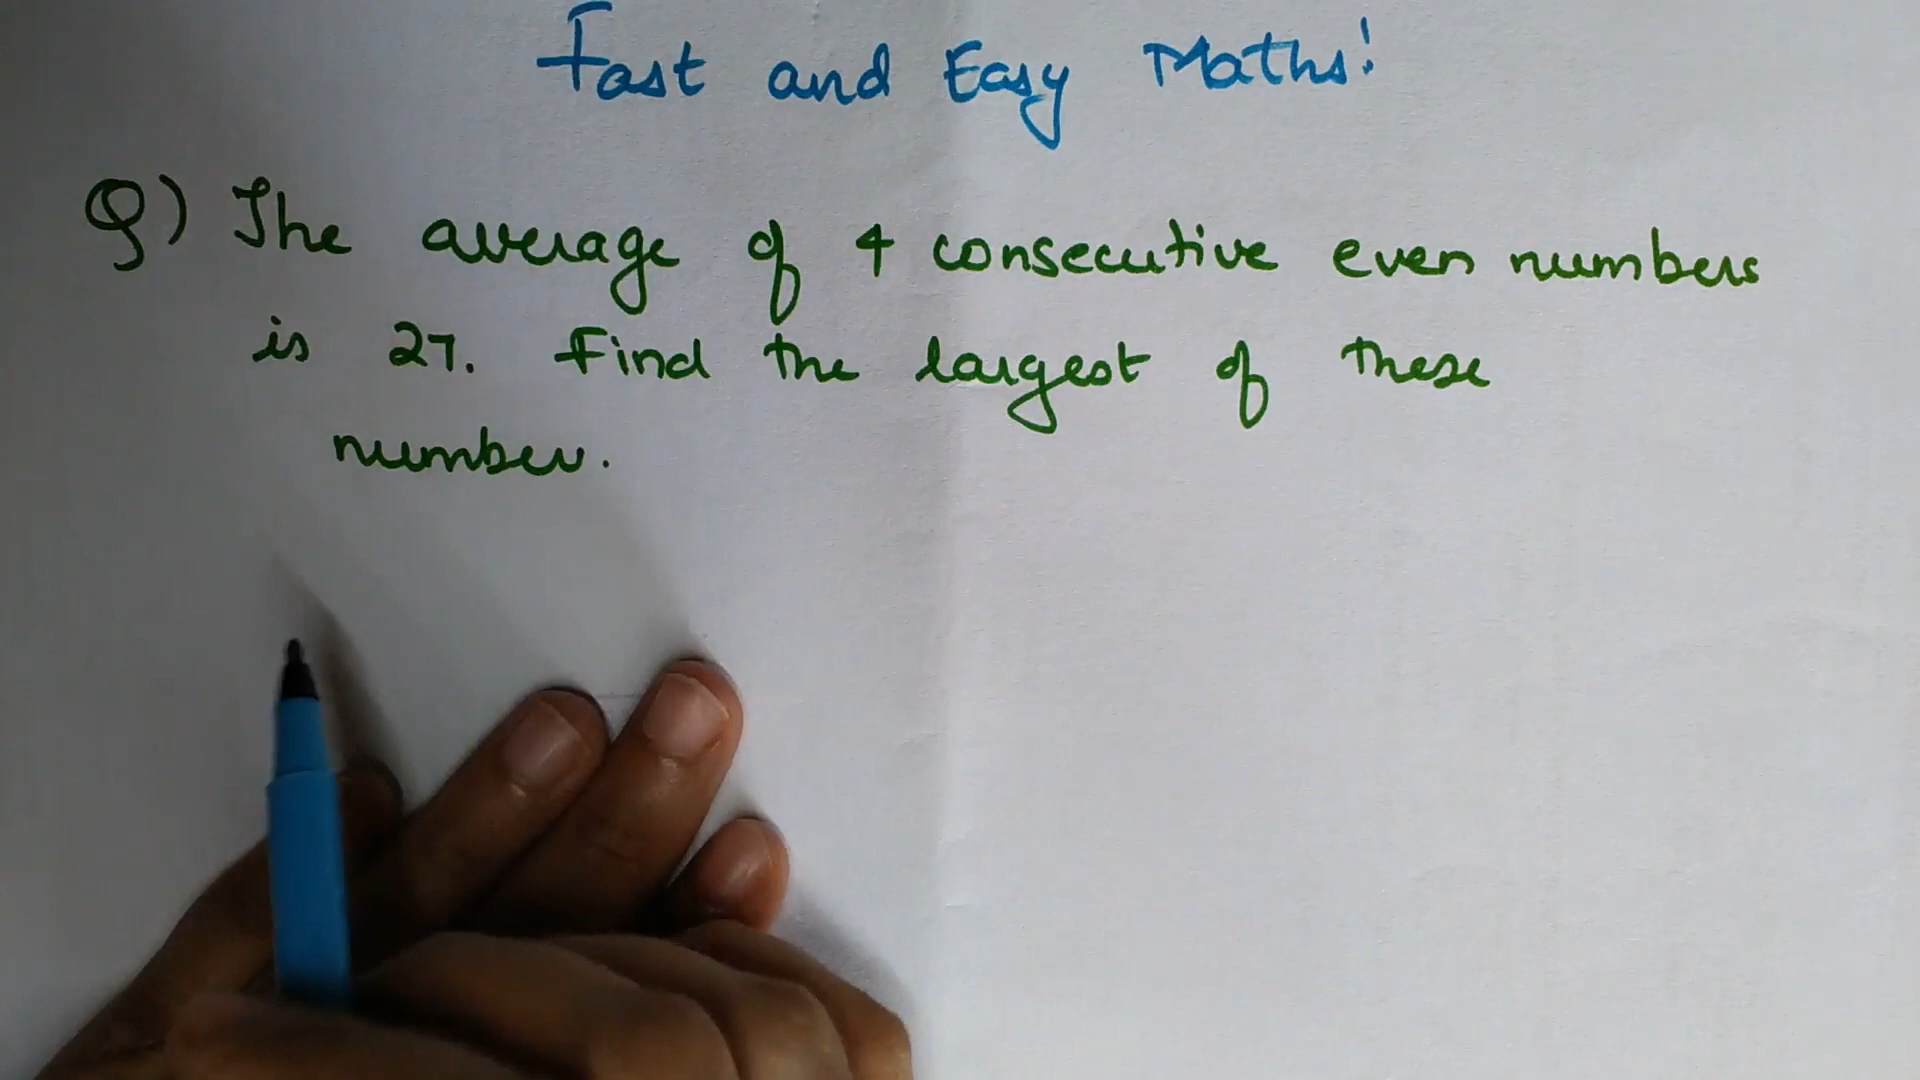 Fast and Easy Maths!
Q) The average of 4 consecutive even numbers
is 27. Find the largest of these
number.